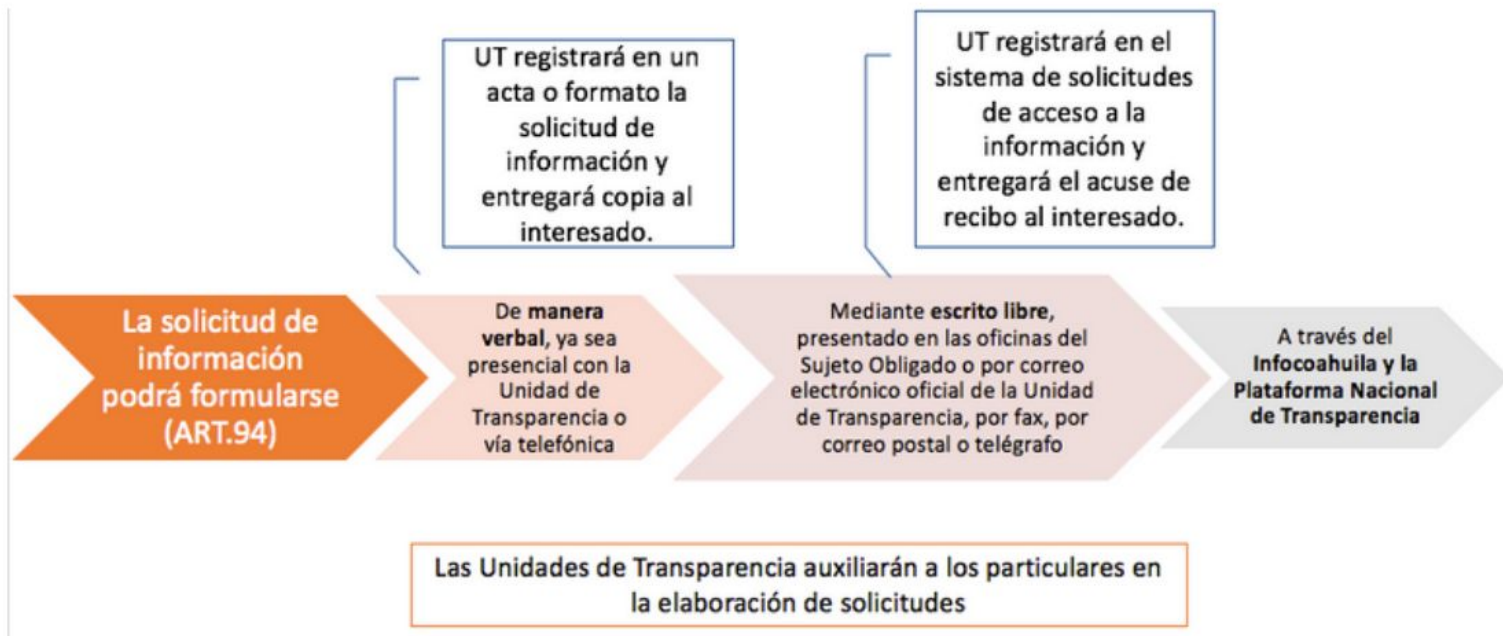 UT registrará en un
acta o formato la
solicitud de
información y
entregará copia al
interesado.
UT registrará en el
sistema de solicitudes
de acceso a la
información y
entregará el acuse de
recibo al interesado.
La solicitud de
información
podrá formularse
(ART.94)
De manera
verbal, ya sea
presencial con la
Unidad de
Transparencia o
vía telefónica
Mediante escrito libre,
presentado en las oficinas del
Sujeto Obligado o por correo
electrónico oficial de la Unidad
de Transparencia, por fax, por
correo postal o telégrafo
A través del
Infocoahuila y la
Plataforma Nacional
de Transparencia
Las Unidades de Transparencia auxiliarán a los particulares en
la elaboración de solicitudes